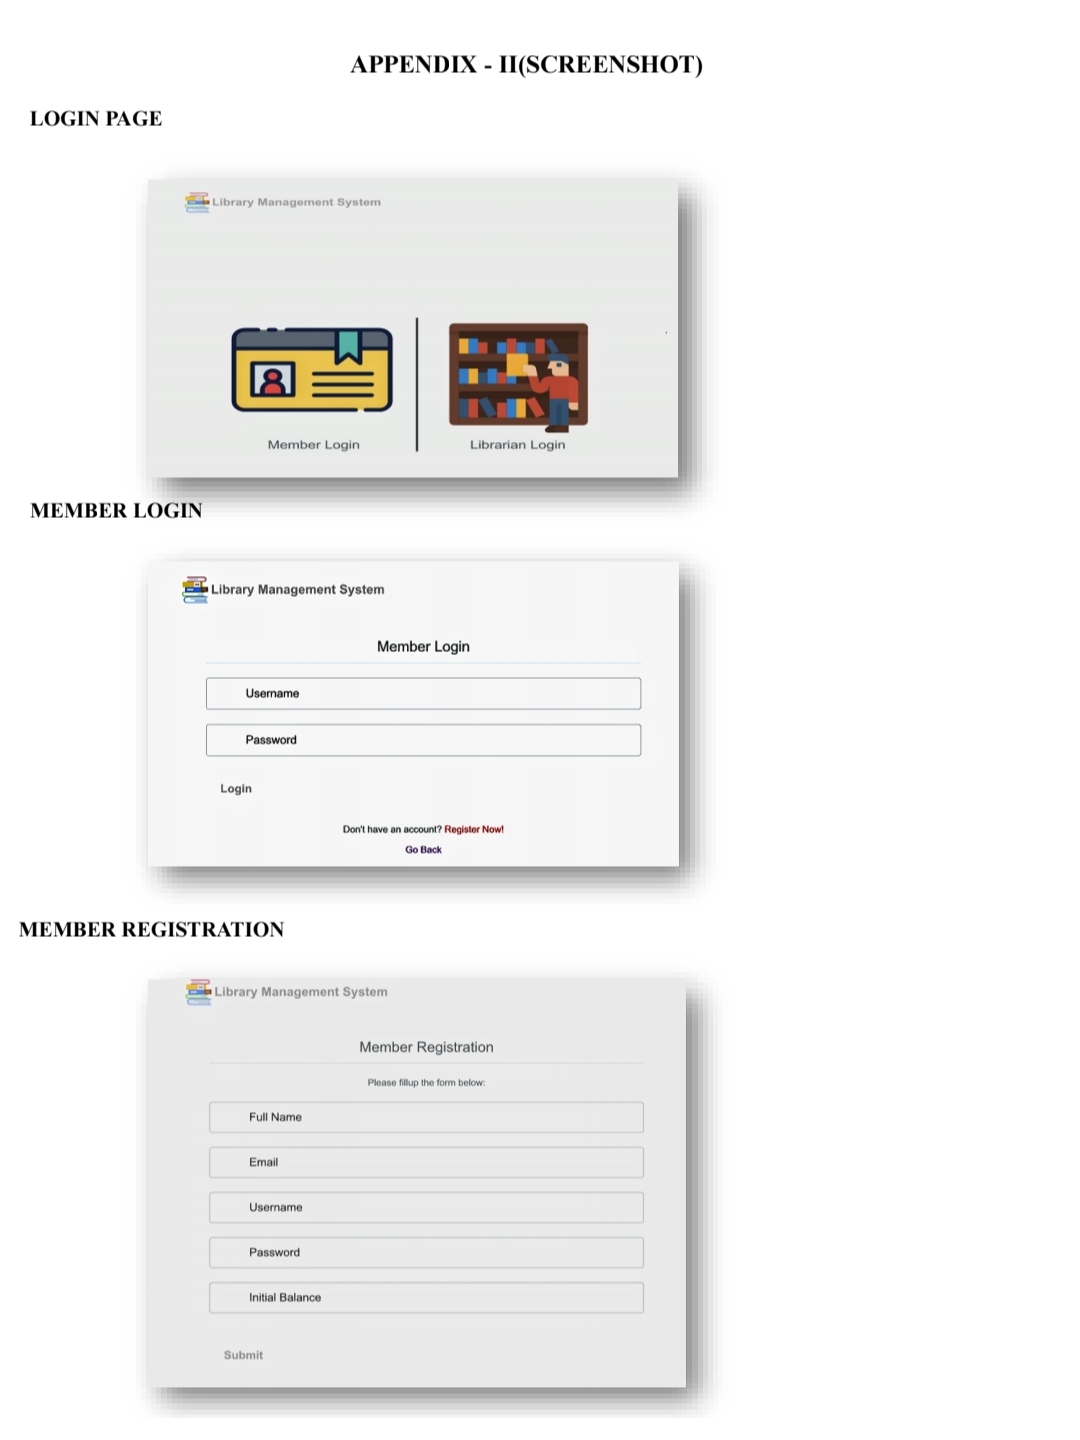 APPENDIX - II(SCREENSHOT)
LOGIN PAGE
Library Management System
Member Login
Librarian Login
MEMBER LOGIN
Library Management System
Member Login
Username
Password
Login
Don't have an account? Register Now!
Go Back
MEMBER REGISTRATION
Library Management System
Member Registration
Please fillup the form below:
Full Name
Email
Username
Password
Initial Balance
Submit